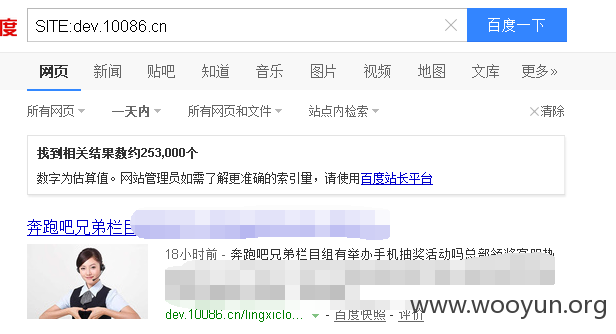 度 SITE:dev.10086.cn 百度一下
网页 新闻 贴吧 知道 音乐 图片 视频 地图 文库 更多»
所有网页 一天内 所有网页和文件 站点内检索 清除
找到相关结果数约253,000个
数字为估算值。网站管理员如需了解更准确的索引量，请使用百度站长平台
奔跑吧兄弟栏目
18小时前 - 奔跑吧兄弟栏目组有举办手机抽奖活动吗总部领奖客服热
dev.10086.cn/lingxiclo... - 百度快照 - 评价
www.wooyun.org